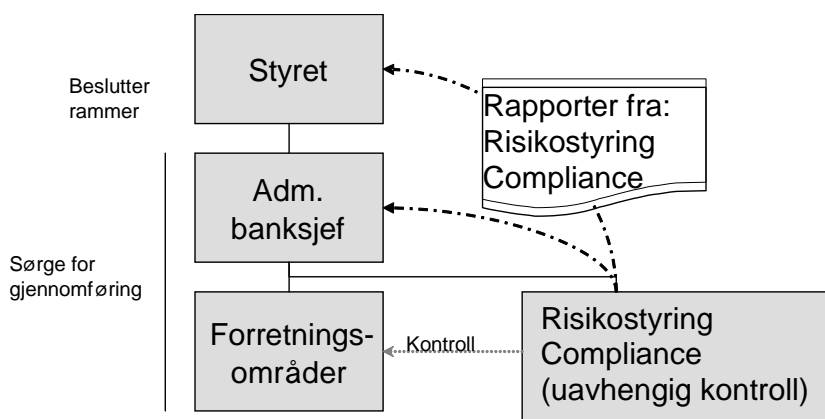 Styret
Beslutter
rammer
Rapporter fra:
Risikostyring
Compliance
Adm.
banksjef
Sørge for
gjennomføring
Forretnings-
områder
Kontroll
Risikostyring
Compliance
(uavhengig kontroll)